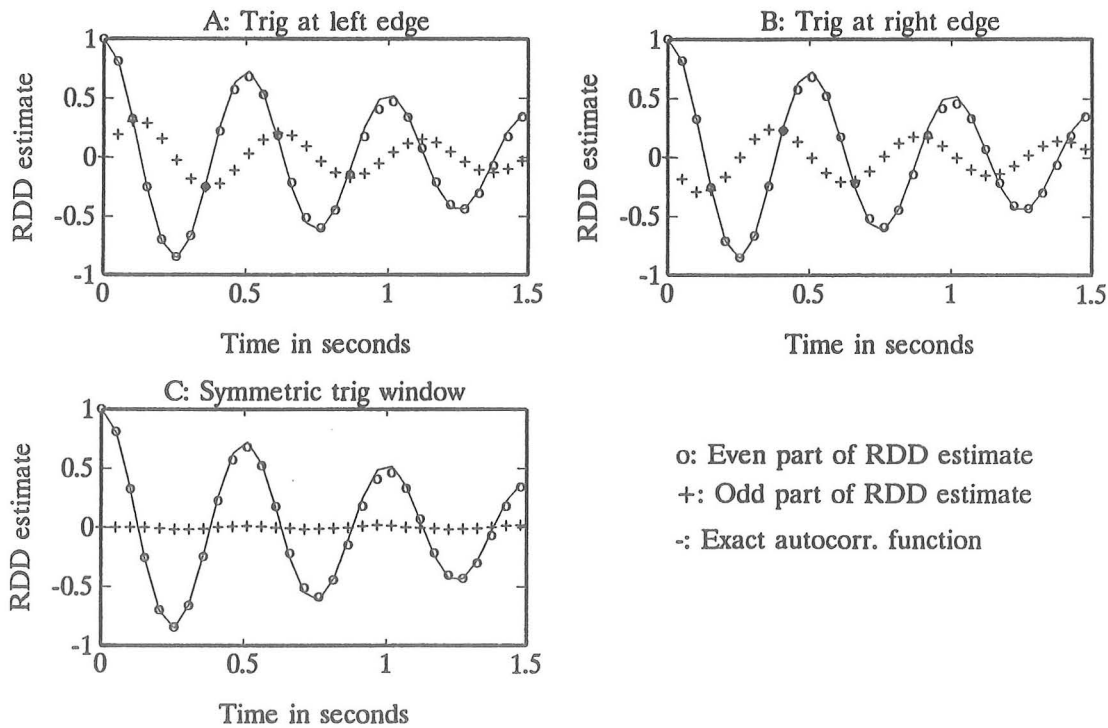 A: Trig at left edge
1
0.5
0
-0.5
-1
RDD estimate
0
0.5
1
1.5
Time in seconds
B: Trig at right edge
1
0.5
0
-0.5
-1
RDD estimate
0
0.5
1
1.5
Time in seconds
C: Symmetric trig window
1
0.5
0
-0.5
-1
RDD estimate
0
0.5
1
1.5
Time in seconds
o: Even part of RDD estimate
+: Odd part of RDD estimate
-: Exact autocorr. function